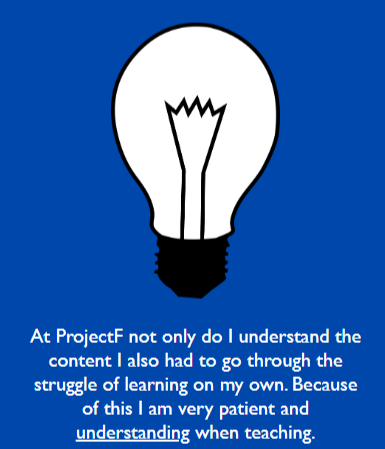 At ProjectF not only do I understand the
content I also had to go through the
struggle of learning on my own. Because
of this I am very patient and
understanding when teaching.